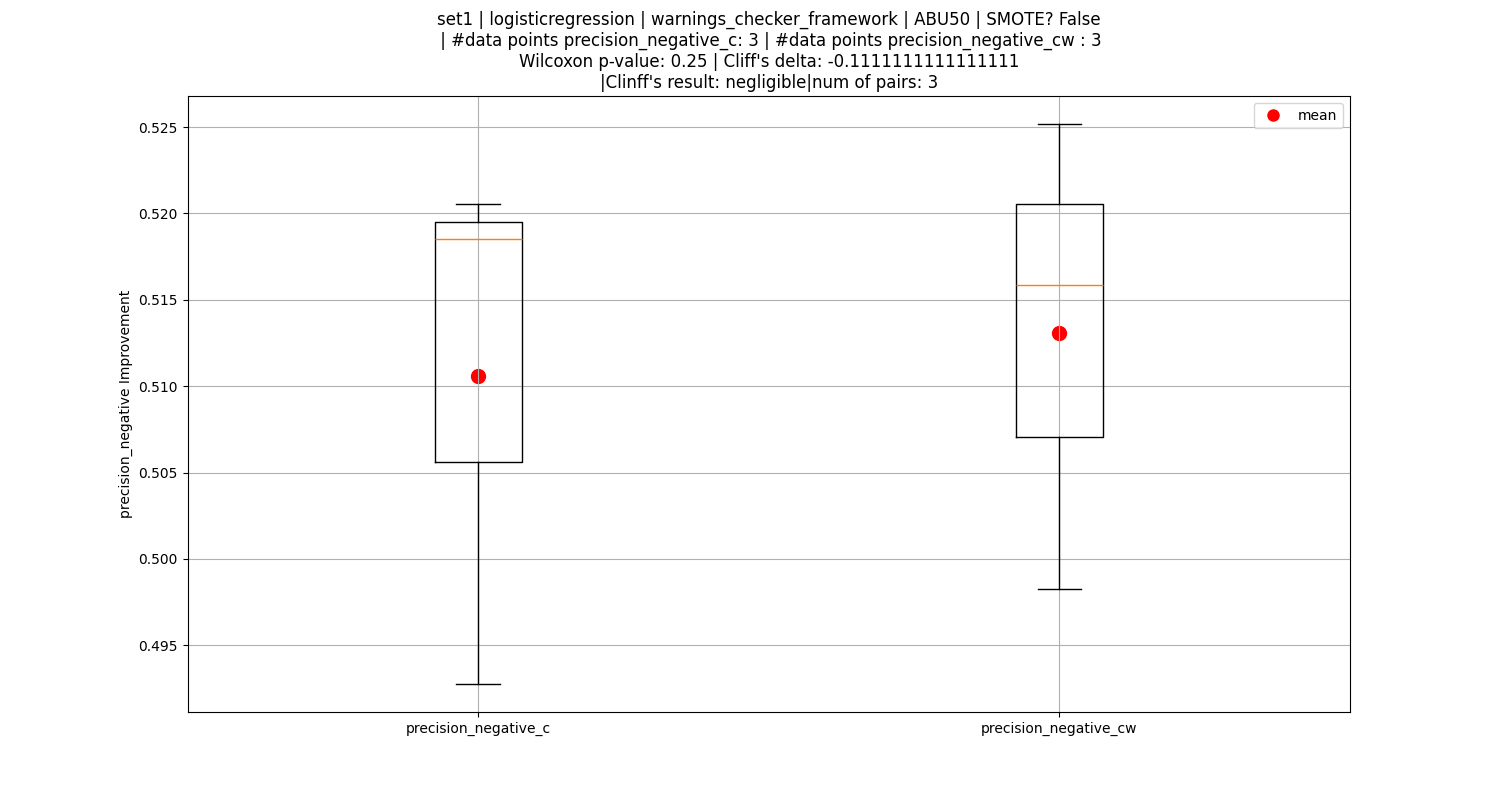 set1 | logisticregression | warnings_checker_framework | ABU50 | SMOTE? False
| #data points precision_negative_c: 3 | #data points precision_negative_cw : 3
Wilcoxon p-value: 0.25 | Cliff's delta: -0.1111111111111111
|Clinff's result: negligible|num of pairs: 3
mean
0.525
0.520
0.515
0.510
0.505
0.500
0.495
precision_negative Improvement
precision_negative_c
precision_negative_cw